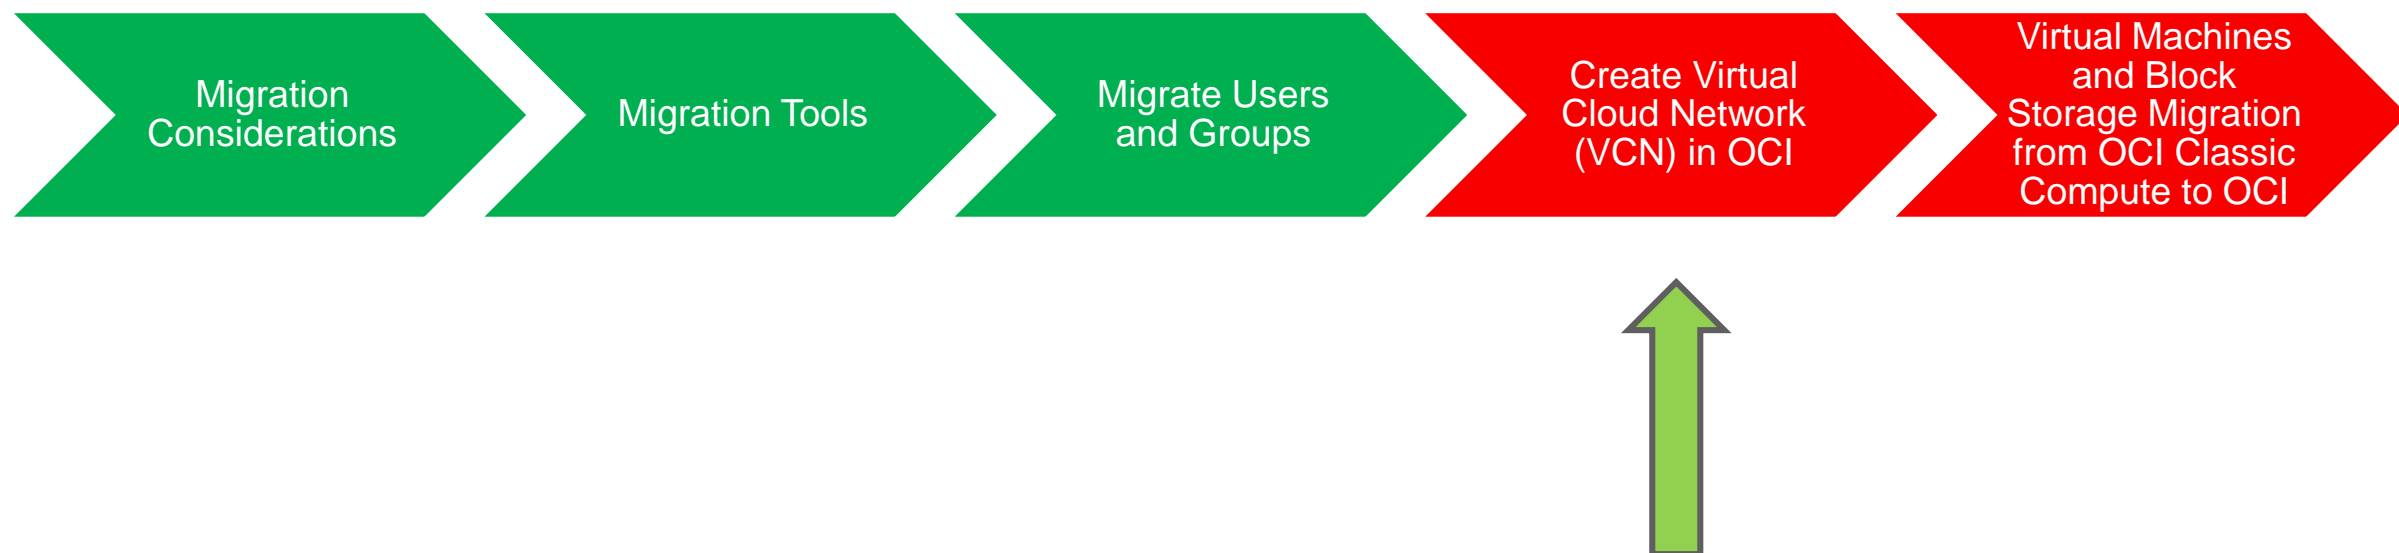 Migration
Considerations
Migration Tools
Migrate Users
and Groups
Create Virtual
Cloud Network
(VCN) in OCI
Virtual Machines
and Block
Storage Migration
from OCI Classic
Compute to OCI